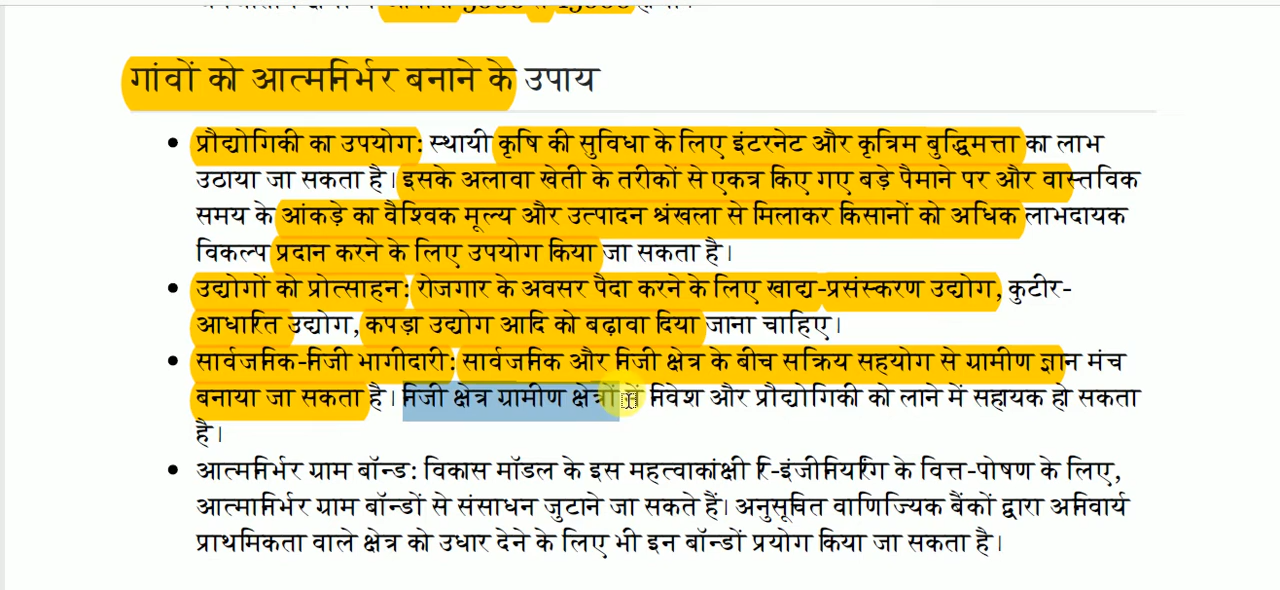 गांवों को आत्मनिर्भर बनाने के उपाय
• प्रौद्योगिकी का उपयोग: स्थायी कृषि की सुविधा के लिए इंटरनेट और कृत्रिम बुद्धिमत्ता का लाभ
उठाया जा सकता है। इसके अलावा खेती के तरीकों से एकत्र किए गए बड़े पैमाने पर और वास्तविक
समय के आंकड़े का वैश्विक मूल्य और उत्पादन श्रंखला से मिलाकर किसानों को अधिक लाभदायक
विकल्प प्रदान करने के लिए उपयोग किया जा सकता है।
• उद्योगों को प्रोत्साहन: रोजगार के अवसर पैदा करने के लिए खाद्य-प्रसंस्करण उद्योग, कुटीर-
आधारित उद्योग, कपड़ा उद्योग आदि को बढ़ावा दिया जाना चाहिए।
• सार्वजनिक-निजी भागीदारी: सार्वजनिक और निजी क्षेत्र के बीच सक्रिय सहयोग से ग्रामीण ज्ञान मंच
बनाया जा सकता है। निजी क्षेत्र ग्रामीण क्षेत्रों में निवेश और प्रौद्योगिकी को लाने में सहायक हो सकता
है।
• आत्मनिर्भर ग्राम बॉन्ड: विकास मॉडल के इस महत्वाकांक्षी रि-इंजीनियरिंग के वित्त-पोषण के लिए,
आत्मानिर्भर ग्राम बॉन्डों से संसाधन जुटाने जा सकते हैं। अनुसूचित वाणिज्यिक बैंकों द्वारा अनिवार्य
प्राथमिकता वाले क्षेत्र को उधार देने के लिए भी इन बॉन्डों प्रयोग किया जा सकता है।